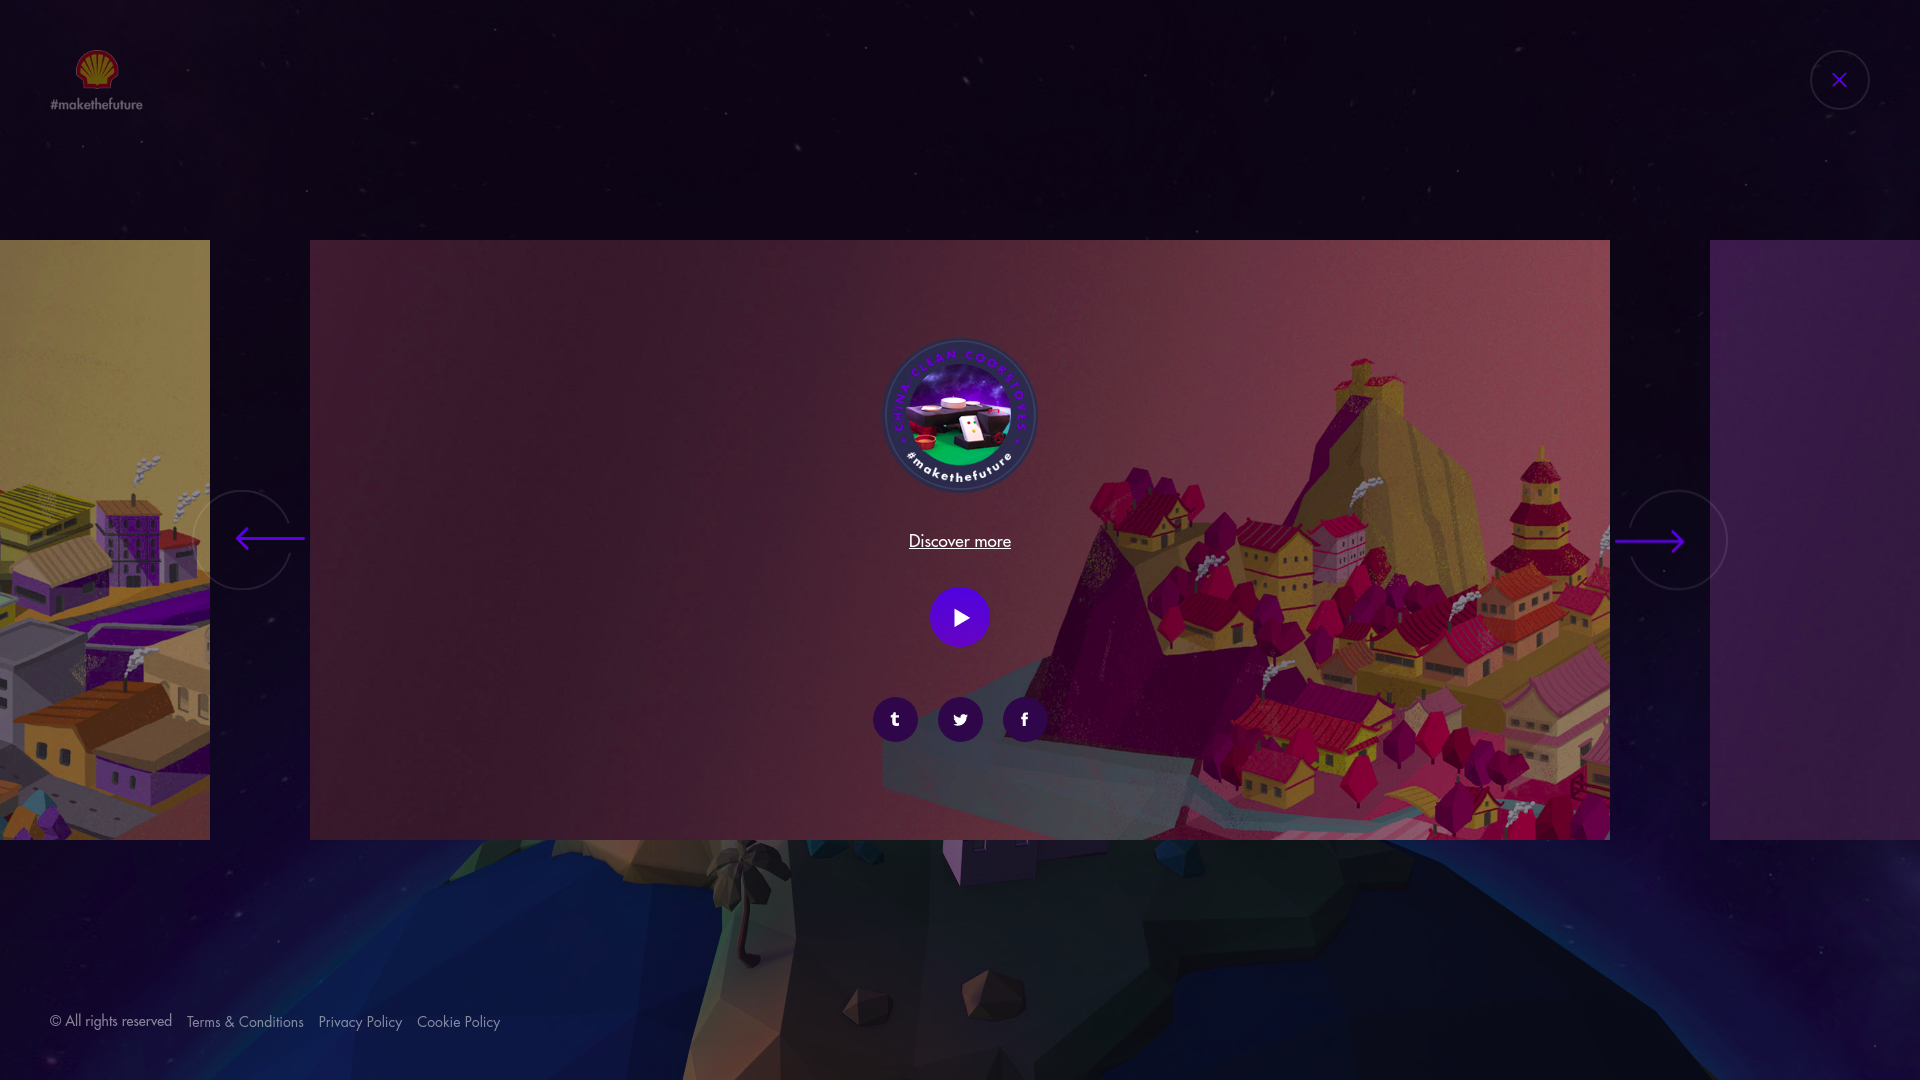 #makethefuture
• CHINA CLEAN COOKSTOVES •
#makethefuture
Discover more
© All rights reserved Terms & Conditions Privacy Policy Cookie Policy